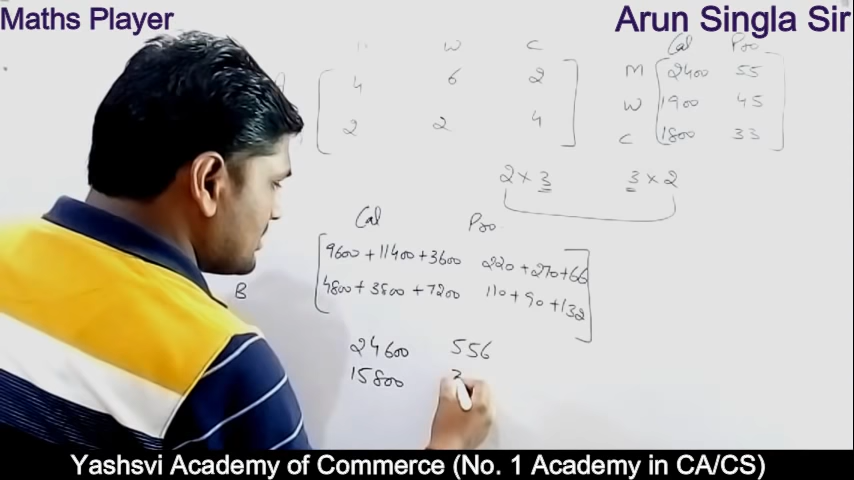 Maths Player
Arun Singla Sir
W C
4 6 2
2 2 4
Cal Pro
M 2400 55
W 1900 45
C 1800 33
2 × 3 3 × 2
Cal Pro
9600 + 11400 + 3600 220 + 270 + 66
B 4800 + 3800 + 7200 110 + 90 + 132
24600 556
15800 3
Yashsvi Academy of Commerce (No. 1 Academy in CA/CS)